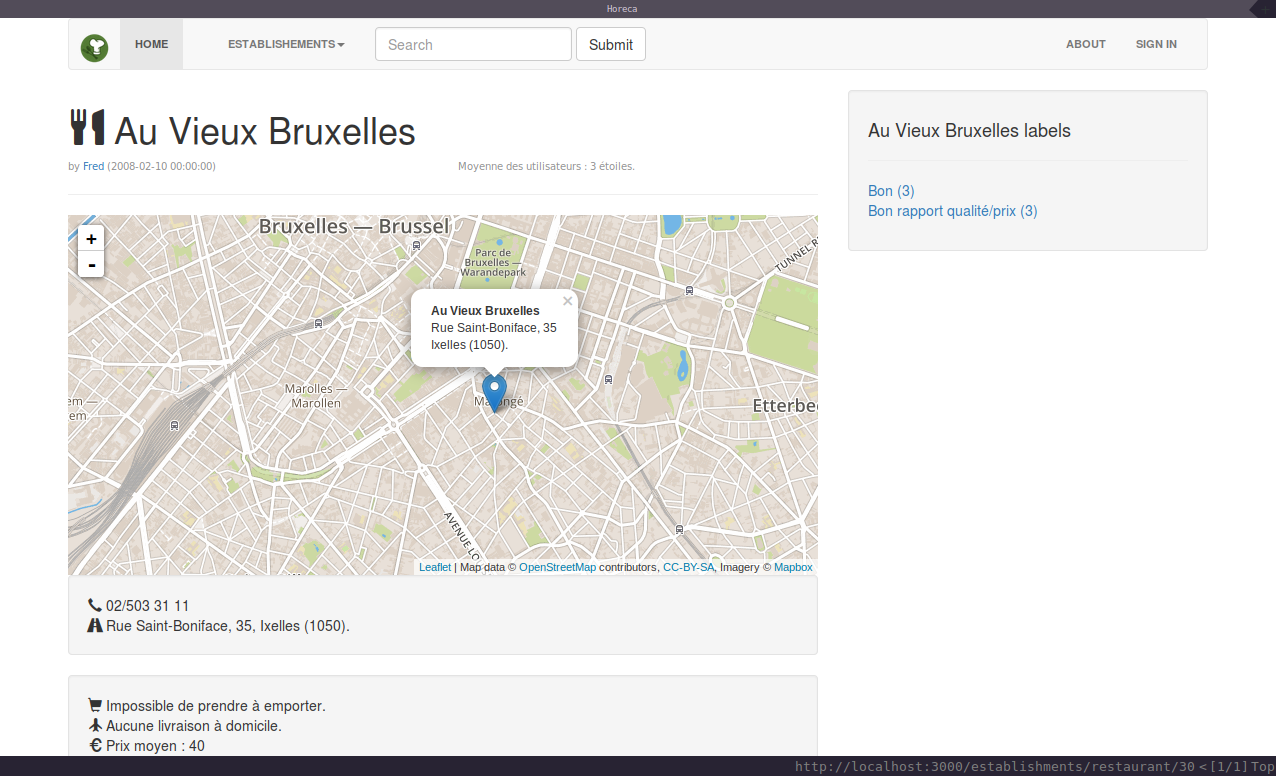 Horeca
HOME
ESTABLISHEMENTS
Search
Submit
ABOUT
SIGN IN
Au Vieux Bruxelles
by Fred (2008-02-10 00:00:00)
Moyenne des utilisateurs : 3 étoiles.
Au Vieux Bruxelles labels
Bon (3)
Bon rapport qualité/prix (3)
+
-
Bruxelles — Brussel
Parc de
Bruxelles —
Warandepark
Au Vieux Bruxelles
Rue Saint-Boniface, 35
Ixelles (1050).
×
Marolles —
Marollen
em —
em
Etterbee
AVENUE LO
Leaflet | Map data © OpenStreetMap contributors, CC-BY-SA, Imagery © Mapbox
02/503 31 11
Rue Saint-Boniface, 35, Ixelles (1050).
Impossible de prendre à emporter.
Aucune livraison à domicile.
Prix moyen : 40
http://localhost:3000/establishments/restaurant/30 < [1/1] Top